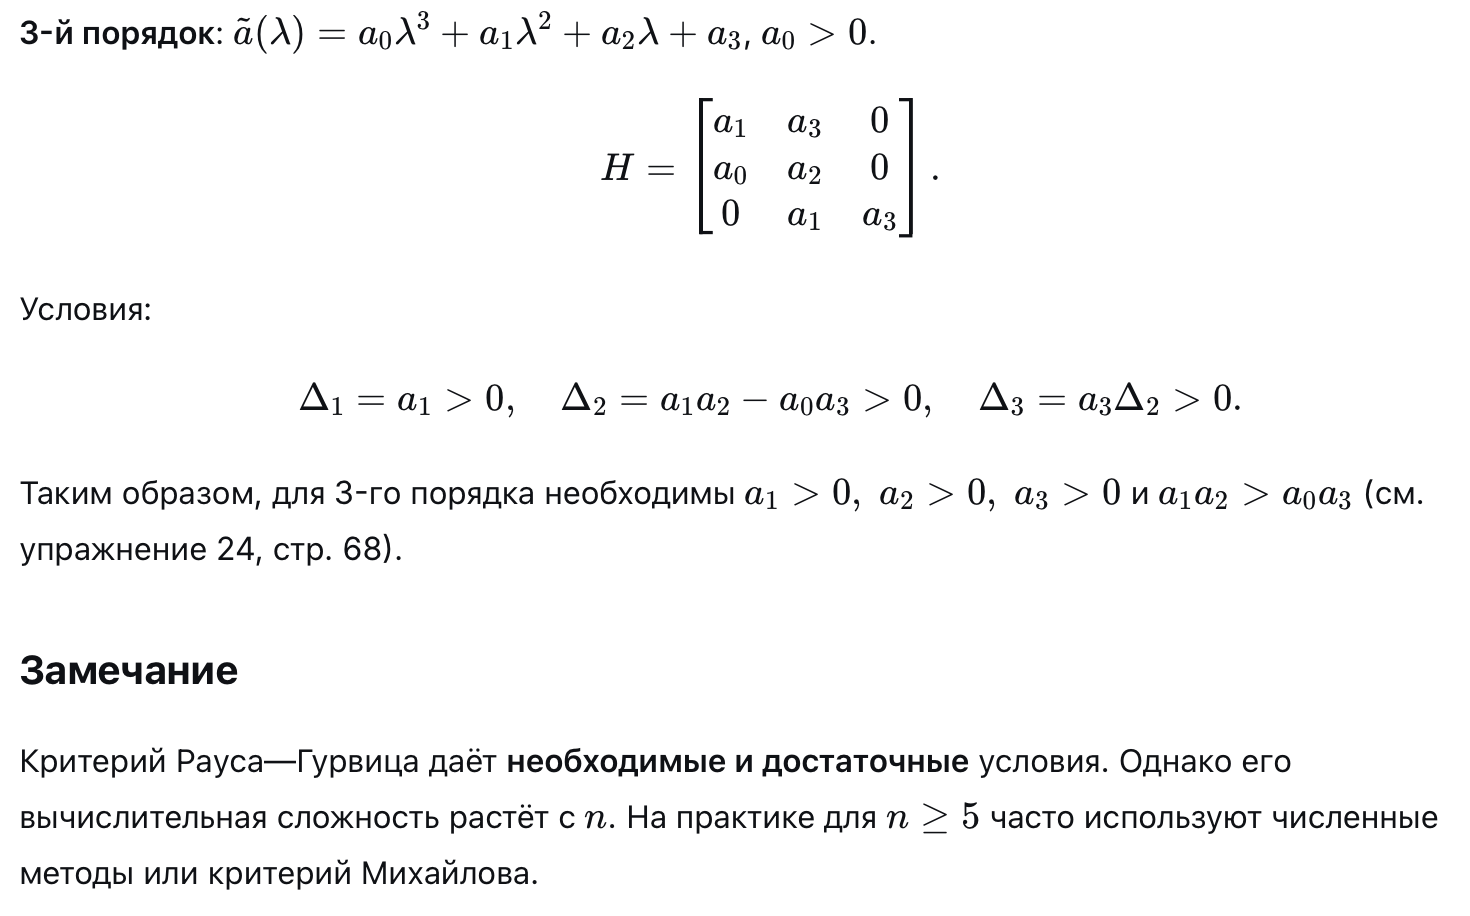 3-й порядок: ã(λ) = a₀λ³ + a₁λ² + a₂λ + a₃, a₀ > 0.
H = [a₁ a₃ 0
a₀ a₂ 0
0 a₁ a₃].
Условия:
Δ₁ = a₁ > 0, Δ₂ = a₁a₂ − a₀a₃ > 0, Δ₃ = a₃Δ₂ > 0.
Таким образом, для 3-го порядка необходимы a₁ > 0, a₂ > 0, a₃ > 0 и a₁a₂ > a₀a₃ (см.
упражнение 24, стр. 68).
Замечание
Критерий Рауса—Гурвица даёт необходимые и достаточные условия. Однако его
вычислительная сложность растёт с n. На практике для n ≥ 5 часто используют численные
методы или критерий Михайлова.